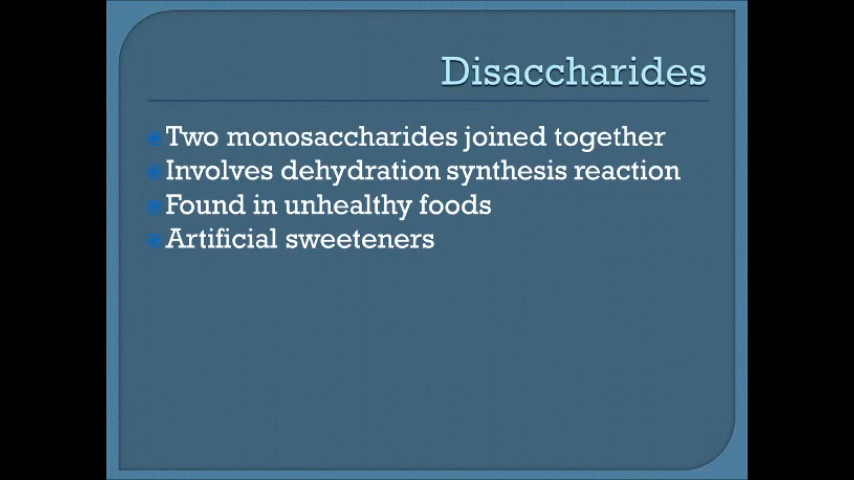 Disaccharides
Two monosaccharides joined together
Involves dehydration synthesis reaction
Found in unhealthy foods
Artificial sweeteners